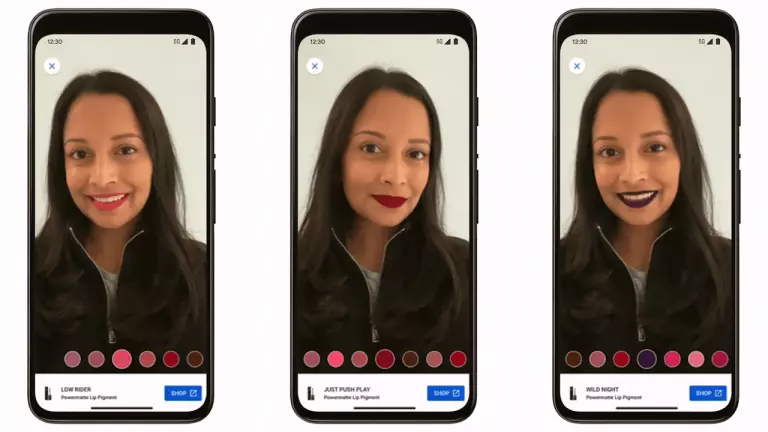 12:30
5G
LOW RIDER
Powermatte Lip Pigment
SHOP
12:30
5G
JUST PUSH PLAY
Powermatte Lip Pigment
SHOP
12:30
5G
WILD NIGHT
Powermatte Lip Pigment
SHOP